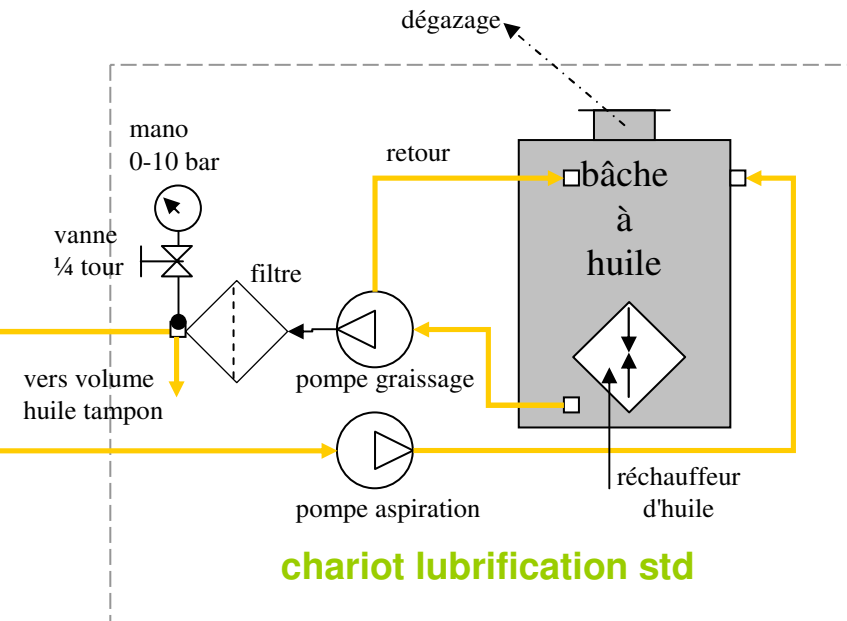 dégazage
mano
0-10 bar
retour
bâche
à
huile
vanne
¼ tour
filtre
vers volume
huile tampon
pompe graissage
réchauffeur
d'huile
pompe aspiration
chariot lubrification std